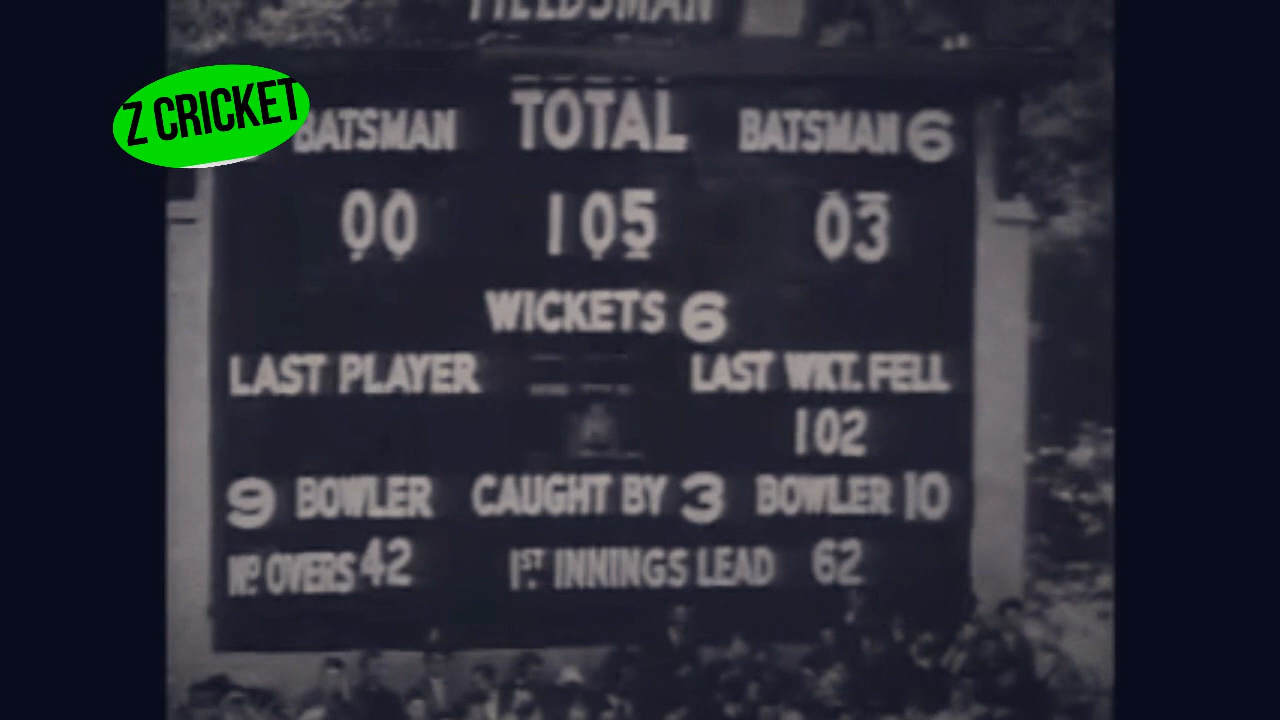 FIELDSMAN
Z CRICKET
BATSMAN TOTAL BATSMAN 6
00 105 03
WICKETS 6
LAST PLAYER LAST WKT. FELL
102
9 BOWLER CAUGHT BY 3 BOWLER 10
No OVERS 42 1ST INNINGS LEAD 62